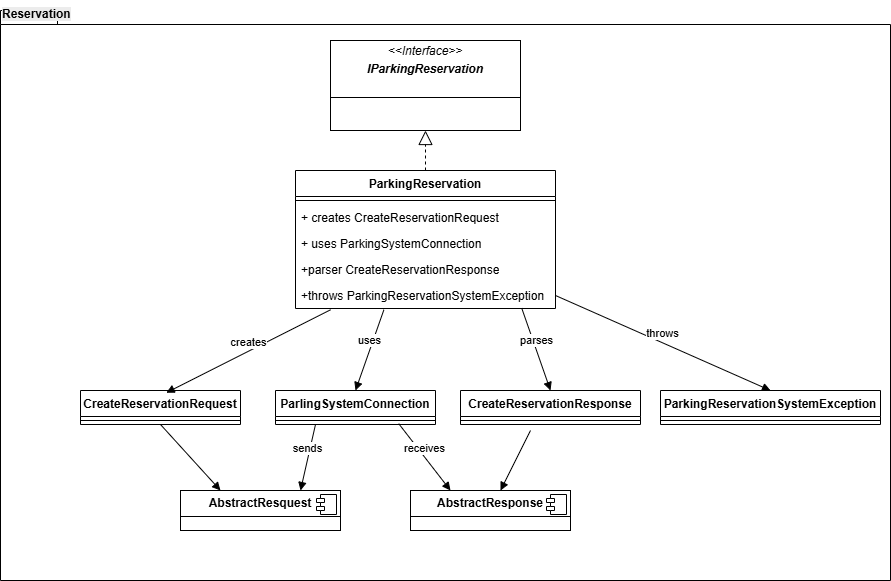 Reservation
<<Interface>>
IParkingReservation
ParkingReservation
+ creates CreateReservationRequest
+ uses ParkingSystemConnection
+parser CreateReservationResponse
+throws ParkingReservationSystemException
creates
uses
parses
throws
CreateReservationRequest
ParlingSystemConnection
CreateReservationResponse
ParkingReservationSystemException
sends
receives
AbstractResquest
AbstractResponse